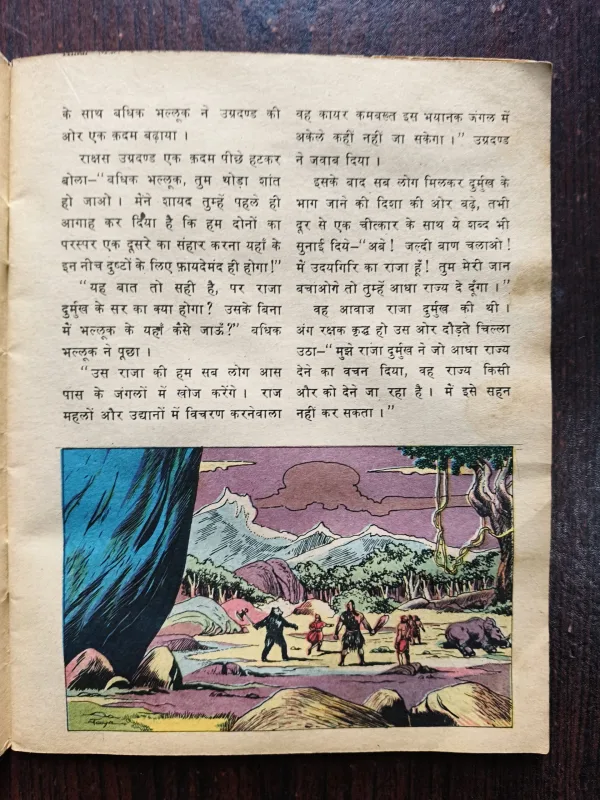 के साथ बधिक भल्लूक ने उग्रदण्ड की
ओर एक क़दम बढ़ाया ।
राक्षस उग्रदण्ड एक क़दम पीछे हटकर
बोला–“बधिक भल्लूक, तुम थोड़ा शांत
हो जाओ । मैंने शायद तुम्हें पहले ही
आगाह कर दिया है कि हम दोनों का
परस्पर एक दूसरे का संहार करना यहाँ के
इन नीच दुष्टों के लिए फ़ायदेमंद ही होगा!”
“यह बात तो सही है, पर राजा
दुर्मुख के सर का क्या होगा? उसके बिना
में भल्लूक के यहाँ कैसे जाऊँ?” बधिक
भल्लूक ने पूछा ।
“उस राजा की हम सब लोग आस
पास के जंगलों में खोज करेंगे । राज
महलों और उद्यानों में विचरण करनेवाला
वह कायर कमबख्त इस भयानक जंगल में
अकेले कहीं नहीं जा सकेगा ।” उग्रदण्ड
ने जवाब दिया ।
इसके बाद सब लोग मिलकर दुर्मुख के
भाग जाने की दिशा की ओर बढ़े, तभी
दूर से एक चीत्कार के साथ ये शब्द भी
सुनाई दिये–“अबे! जल्दी बाण चलाओ!
में उदयगिरि का राजा हूँ! तुम मेरी जान
बचाओगे तो तुम्हें आधा राज्य दे दूंगा ।”
वह आवाज राजा दुर्मुख की थी ।
अंग रक्षक कृद्ध हो उस ओर दौड़ते चिल्ला
उठा–“मुझे राजा दुर्मुख ने जो आधा राज्य
देने का वचन दिया, वह राज्य किसी
और को देने जा रहा है । में इसे सहन
नहीं कर सकता ।”